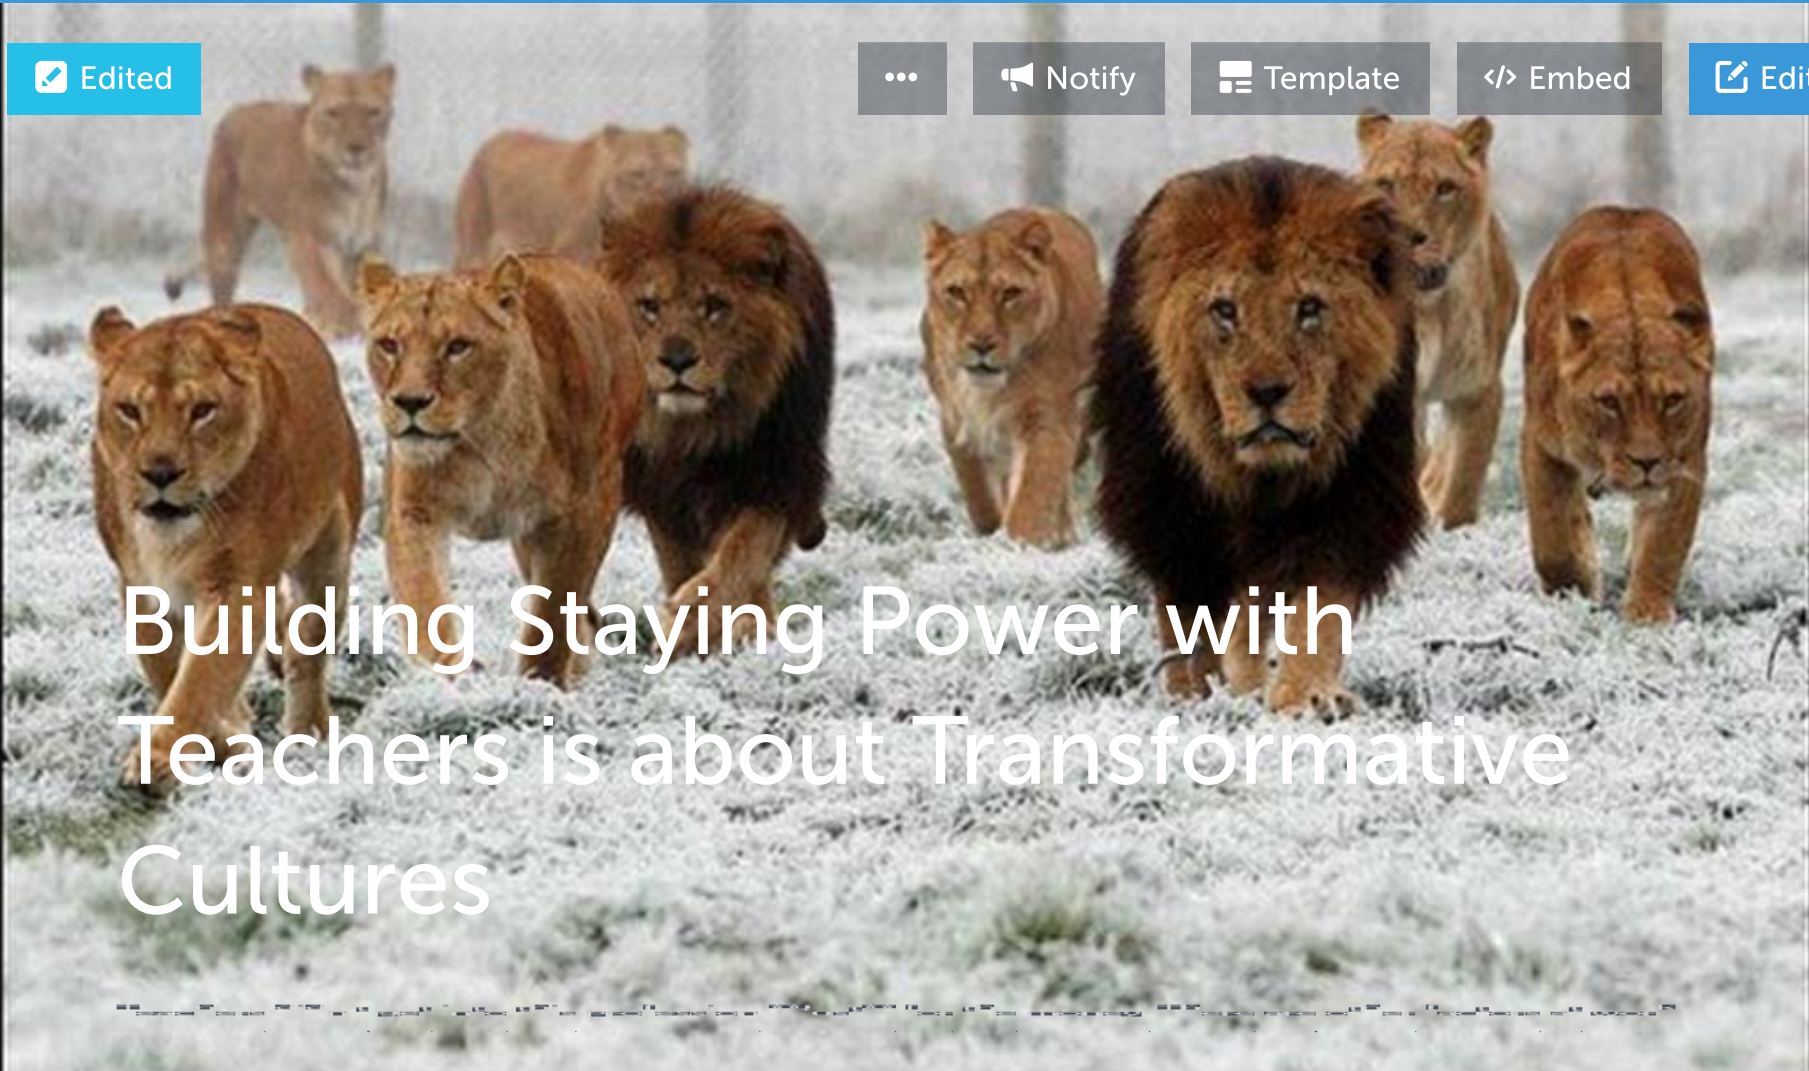 Edited
Notify
Template
Embed
Building Staying Power with
Teachers is about Transformative
Cultures